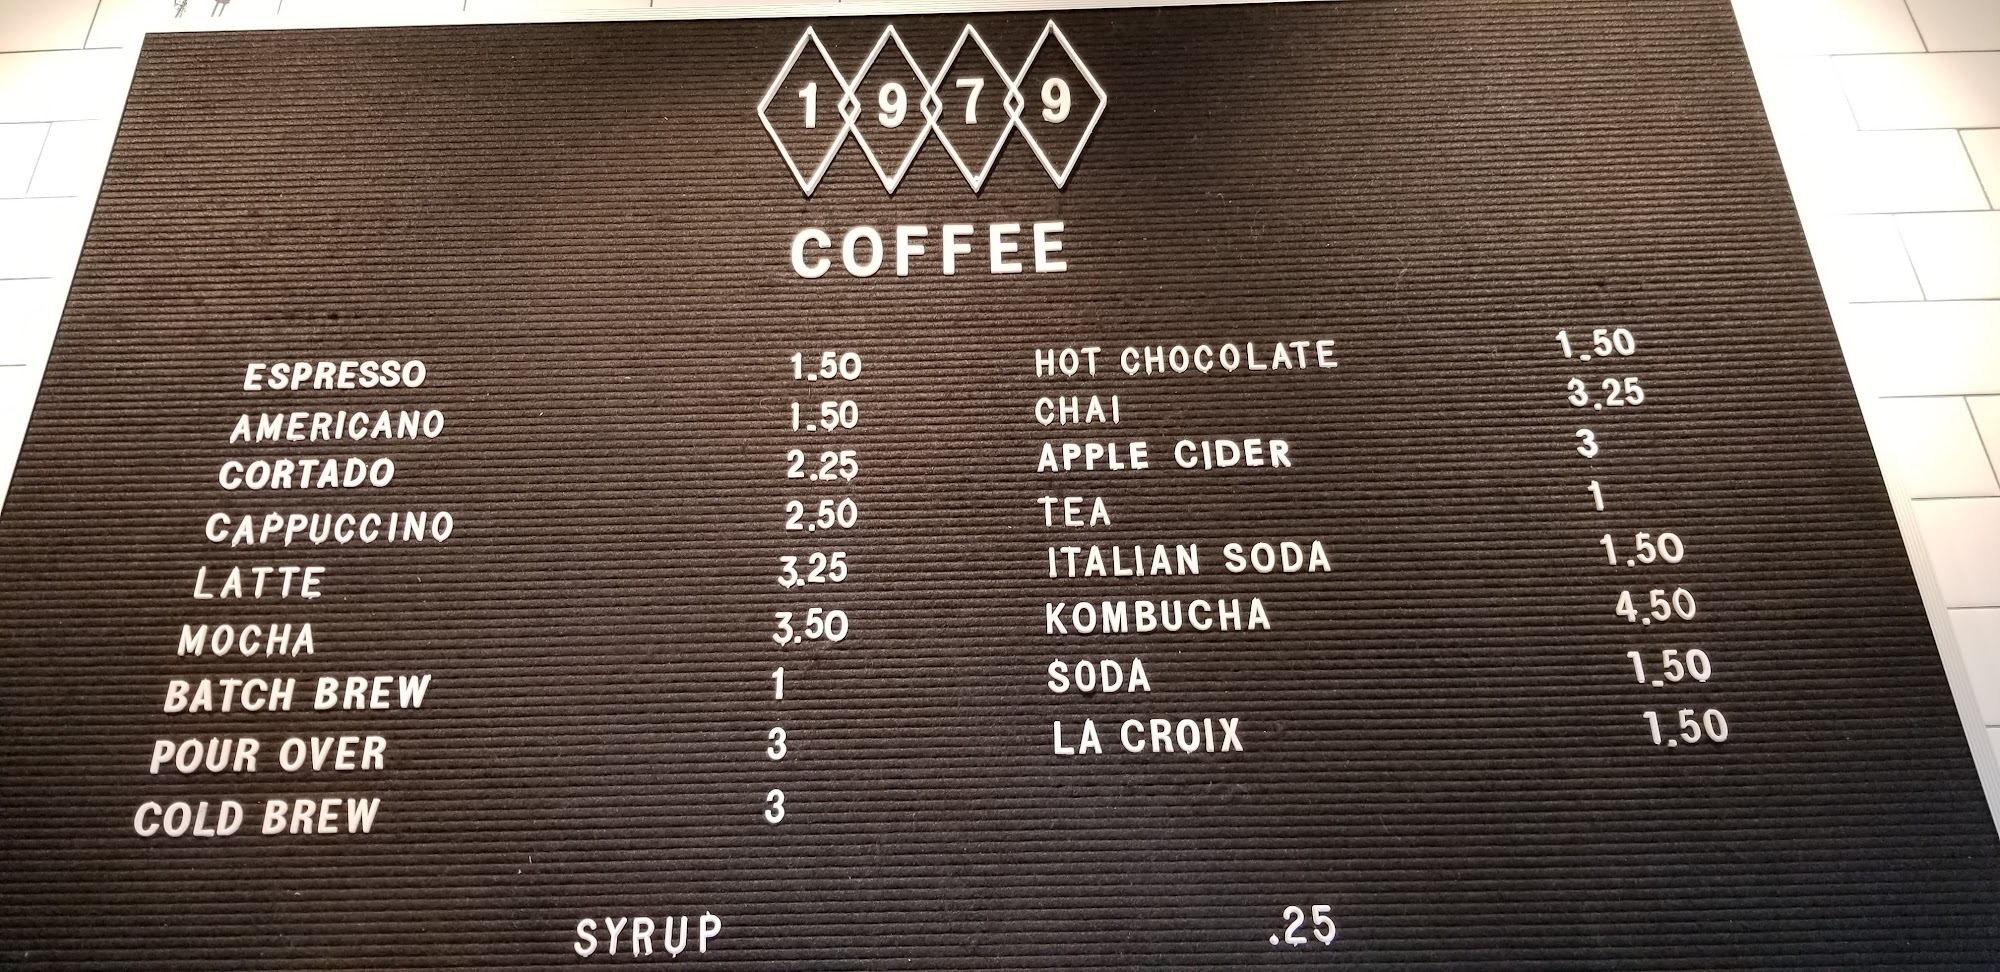 1979
COFFEE
ESPRESSO 1.50
AMERICANO 1.50
CORTADO 2.25
CAPPUCCINO 2.50
LATTE 3.25
MOCHA 3.50
BATCH BREW 1
POUR OVER 3
COLD BREW 3
HOT CHOCOLATE 1.50
CHAI 3.25
APPLE CIDER 3
TEA 1
ITALIAN SODA 1.50
KOMBUCHA 4.50
SODA 1.50
LA CROIX 1.50
SYRUP .25